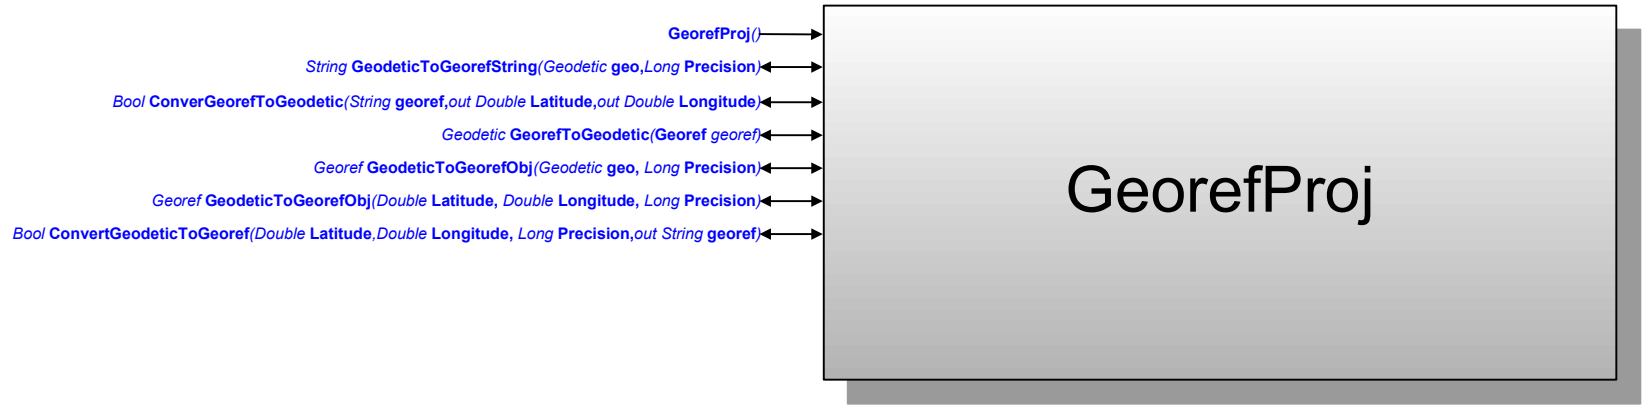 GeorefProj()
String GeodeticToGeorefString(Geodetic geo,Long Precision)
Bool ConverGeorefToGeodetic(String georef,out Double Latitude,out Double Longitude)
Geodetic GeorefToGeodetic(Georef georef)
Georef GeodeticToGeorefObj(Geodetic geo, Long Precision)
Georef GeodeticToGeorefObj(Double Latitude, Double Longitude, Long Precision)
Bool ConvertGeodeticToGeoref(Double Latitude,Double Longitude, Long Precision,out String georef)
GeorefProj